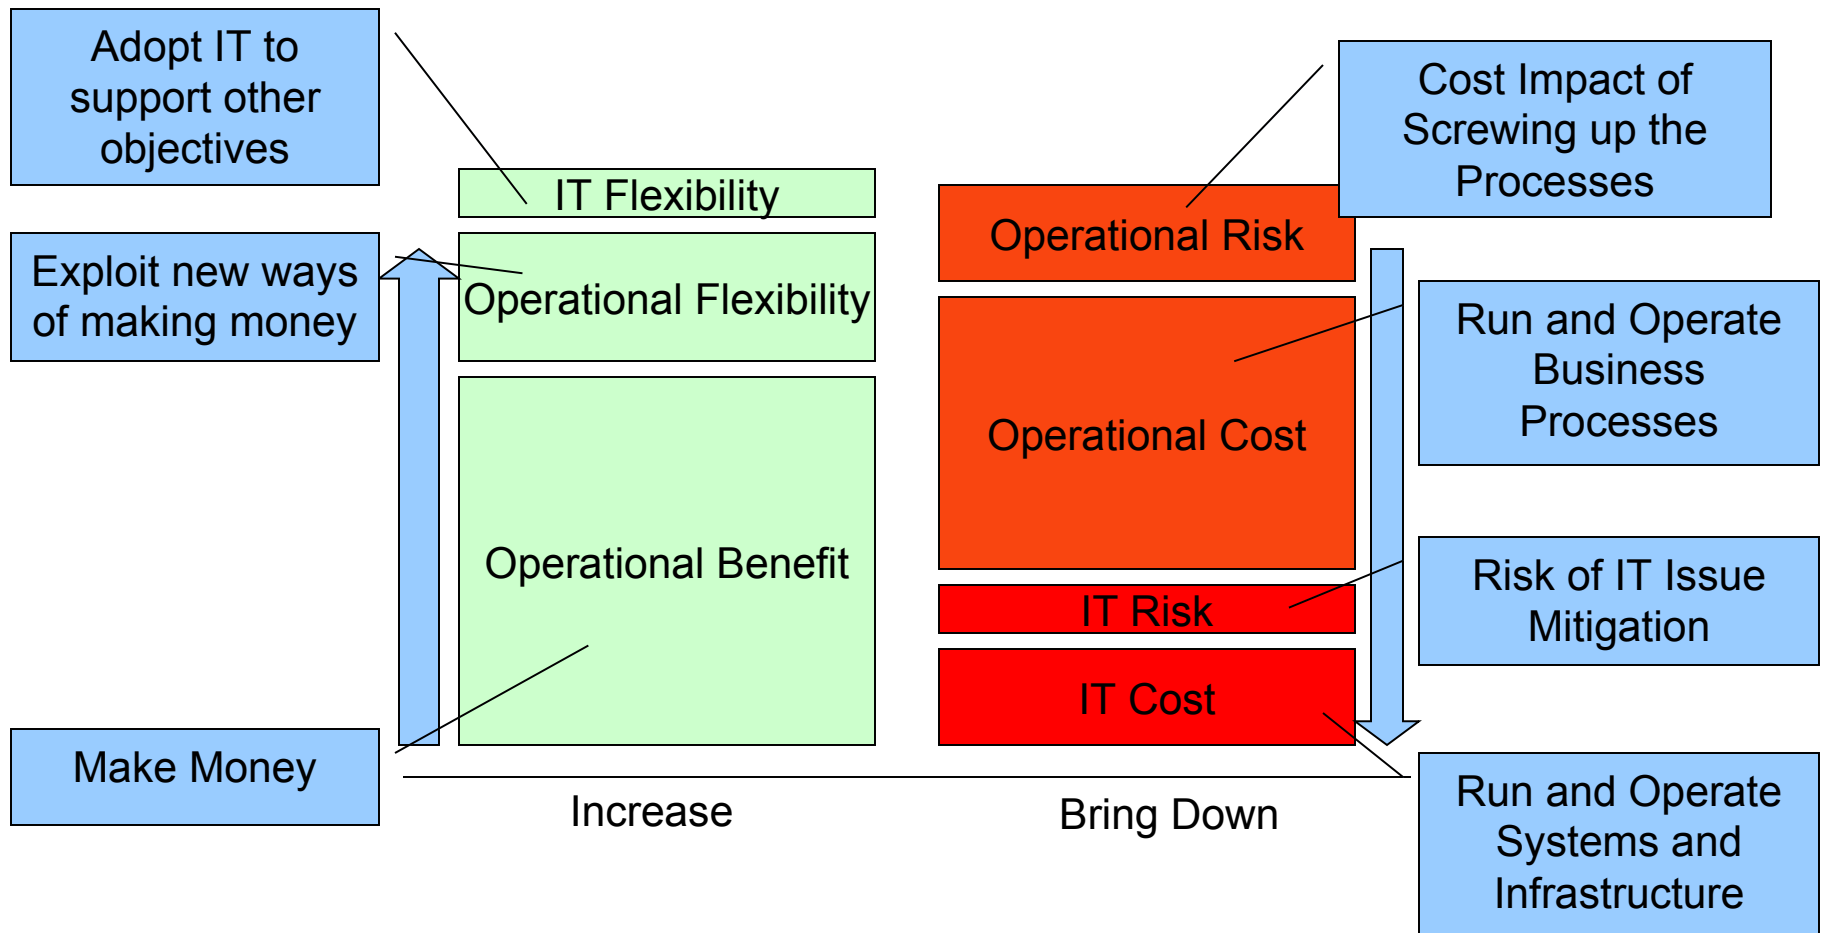 Adopt IT to
support other
objectives
Exploit new ways
of making money
Make Money
IT Flexibility
Operational Flexibility
Operational Benefit
Increase
Operational Risk
Operational Cost
IT Risk
IT Cost
Bring Down
Cost Impact of
Screwing up the
Processes
Run and Operate
Business
Processes
Risk of IT Issue
Mitigation
Run and Operate
Systems and
Infrastructure